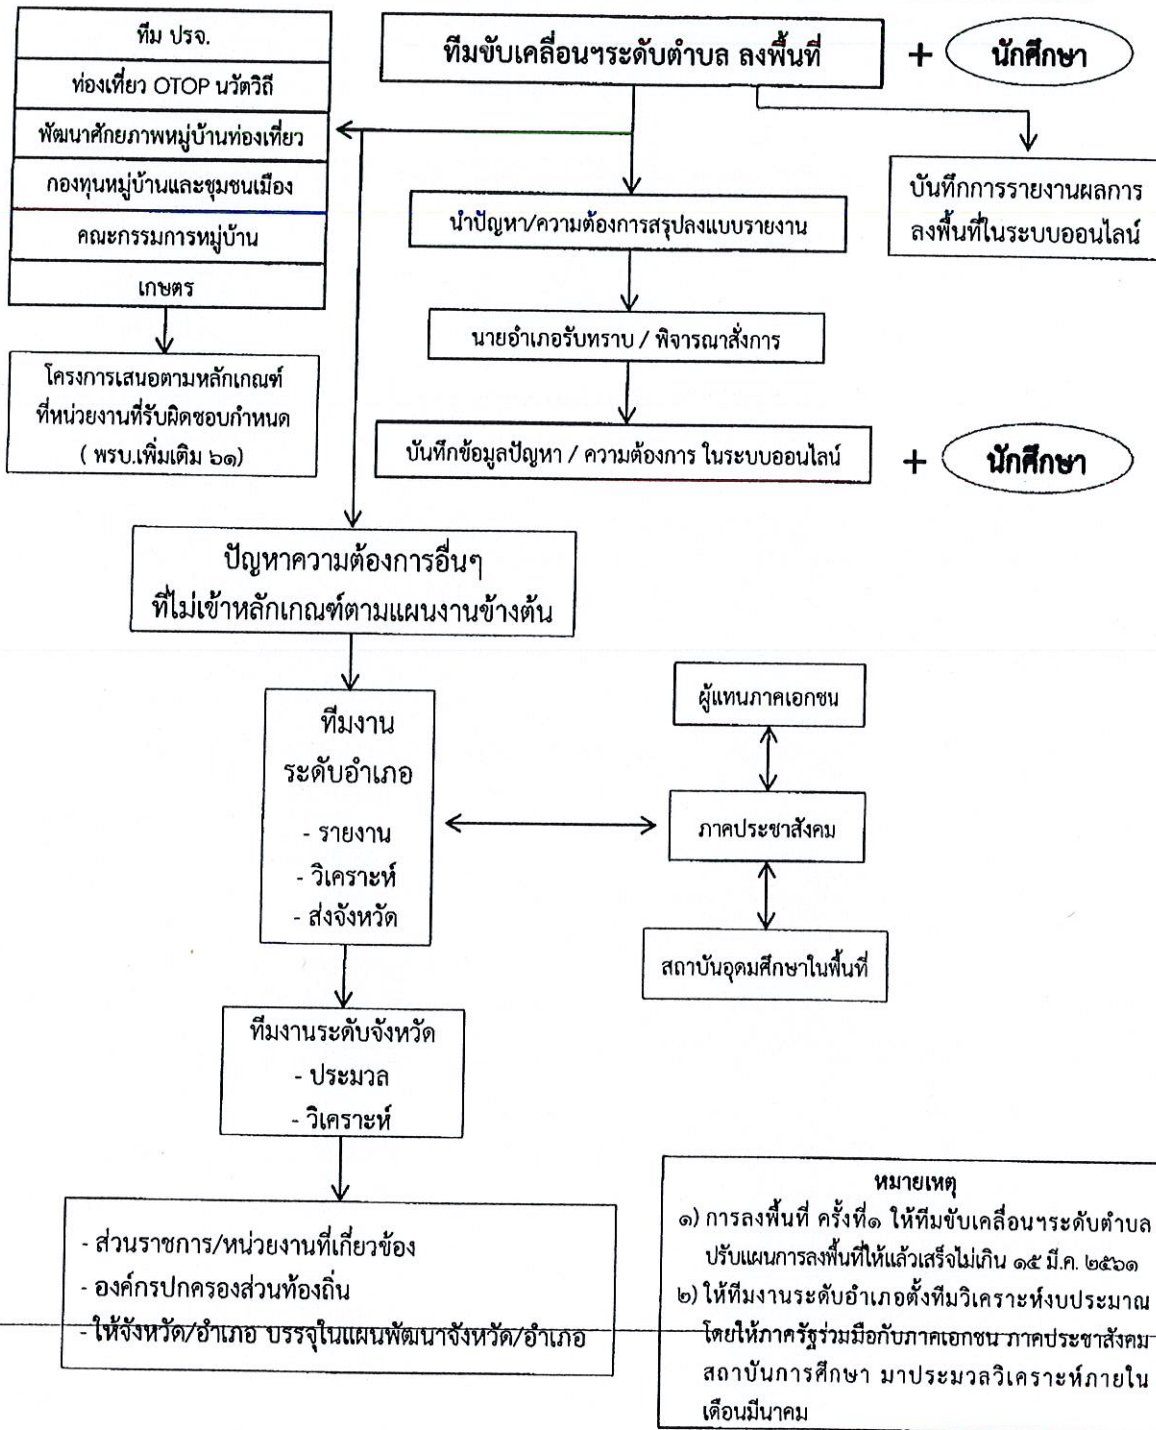 ทีม ปรจ.
ท่องเที่ยว OTOP นวัตวิถี
พัฒนาศักยภาพหมู่บ้านท่องเที่ยว
กองทุนหมู่บ้านและชุมชนเมือง
คณะกรรมการหมู่บ้าน
เกษตร
โครงการเสนอตามหลักเกณฑ์
ที่หน่วยงานที่รับผิดชอบกำหนด
( พรบ.เพิ่มเติม ๖๑)
ทีมขับเคลื่อนฯระดับตำบล ลงพื้นที่
+
นักศึกษา
บันทึกการรายงานผลการ
ลงพื้นที่ในระบบออนไลน์
นำปัญหา/ความต้องการสรุปลงแบบรายงาน
นายอำเภอรับทราบ / พิจารณาสั่งการ
บันทึกข้อมูลปัญหา / ความต้องการ ในระบบออนไลน์
+
นักศึกษา
ปัญหาความต้องการอื่นๆ
ที่ไม่เข้าหลักเกณฑ์ตามแผนงานข้างต้น
ทีมงาน
ระดับอำเภอ
- รายงาน
- วิเคราะห์
- ส่งจังหวัด
ผู้แทนภาคเอกชน
ภาคประชาสังคม
สถาบันอุดมศึกษาในพื้นที่
ทีมงานระดับจังหวัด
- ประมวล
- วิเคราะห์
- ส่วนราชการ/หน่วยงานที่เกี่ยวข้อง
- องค์กรปกครองส่วนท้องถิ่น
- ให้จังหวัด/อำเภอ บรรจุในแผนพัฒนาจังหวัด/อำเภอ
หมายเหตุ
๑) การลงพื้นที่ ครั้งที่๑ ให้ทีมขับเคลื่อนฯระดับตำบล
ปรับแผนการลงพื้นที่ให้แล้วเสร็จไม่เกิน ๑๕ มี.ค. ๒๕๖๑
๒) ให้ทีมงานระดับอำเภอตั้งทีมวิเคราะห์งบประมาณ
โดยให้ภาครัฐร่วมมือกับภาคเอกชน ภาคประชาสังคม
สถาบันการศึกษา มาประมวลวิเคราะห์ภายใน
เดือนมีนาคม